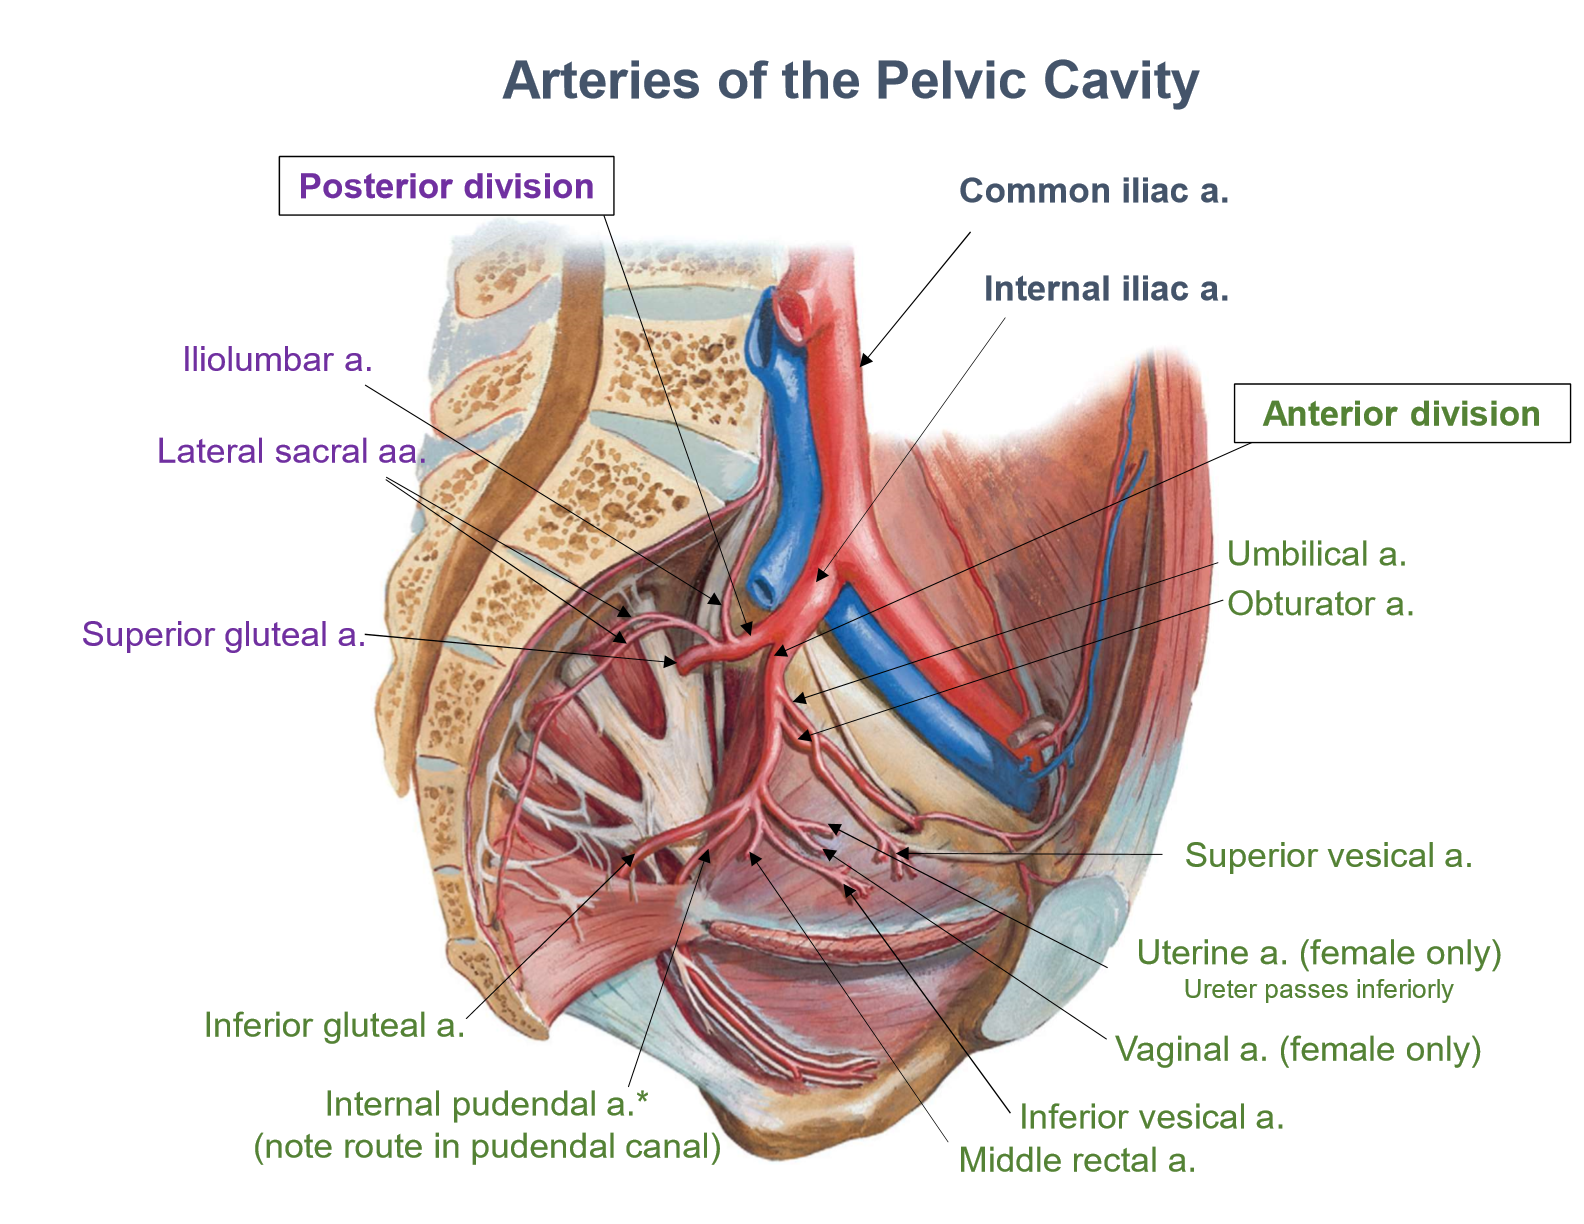 Arteries of the Pelvic Cavity
Posterior division
Common iliac a.
Internal iliac a.
Iliolumbar a.
Anterior division
Lateral sacral aa.
Umbilical a.
Obturator a.
Superior gluteal a.
Superior vesical a.
Uterine a. (female only)
Ureter passes inferiorly
Inferior gluteal a.
Vaginal a. (female only)
Internal pudendal a.*
(note route in pudendal canal)
Inferior vesical a.
Middle rectal a.